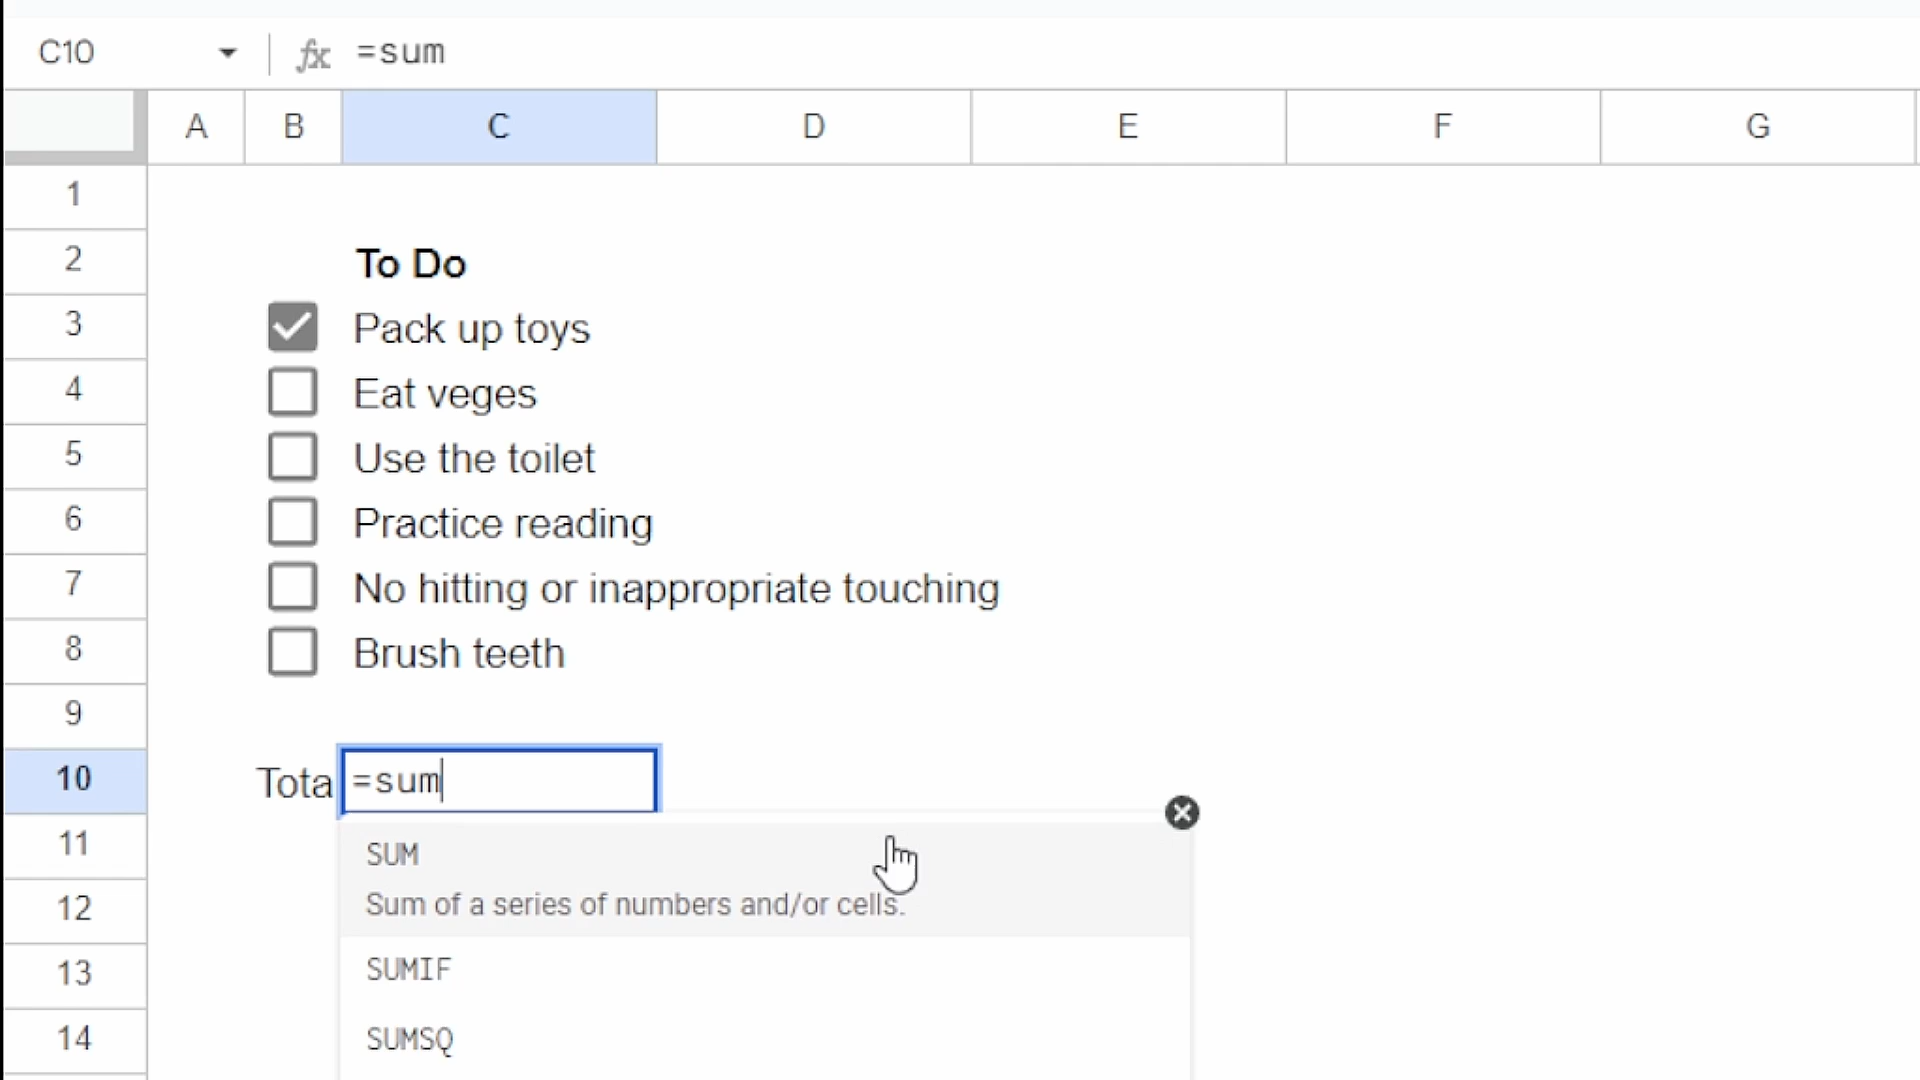 C10 fx =sum
A B C D E F G
1
2 To Do
3 Pack up toys
4 Eat veges
5 Use the toilet
6 Practice reading
7 No hitting or inappropriate touching
8 Brush teeth
9
10 Tota =sum
11 SUM
12 Sum of a series of numbers and/or cells.
13 SUMIF
14 SUMSQ